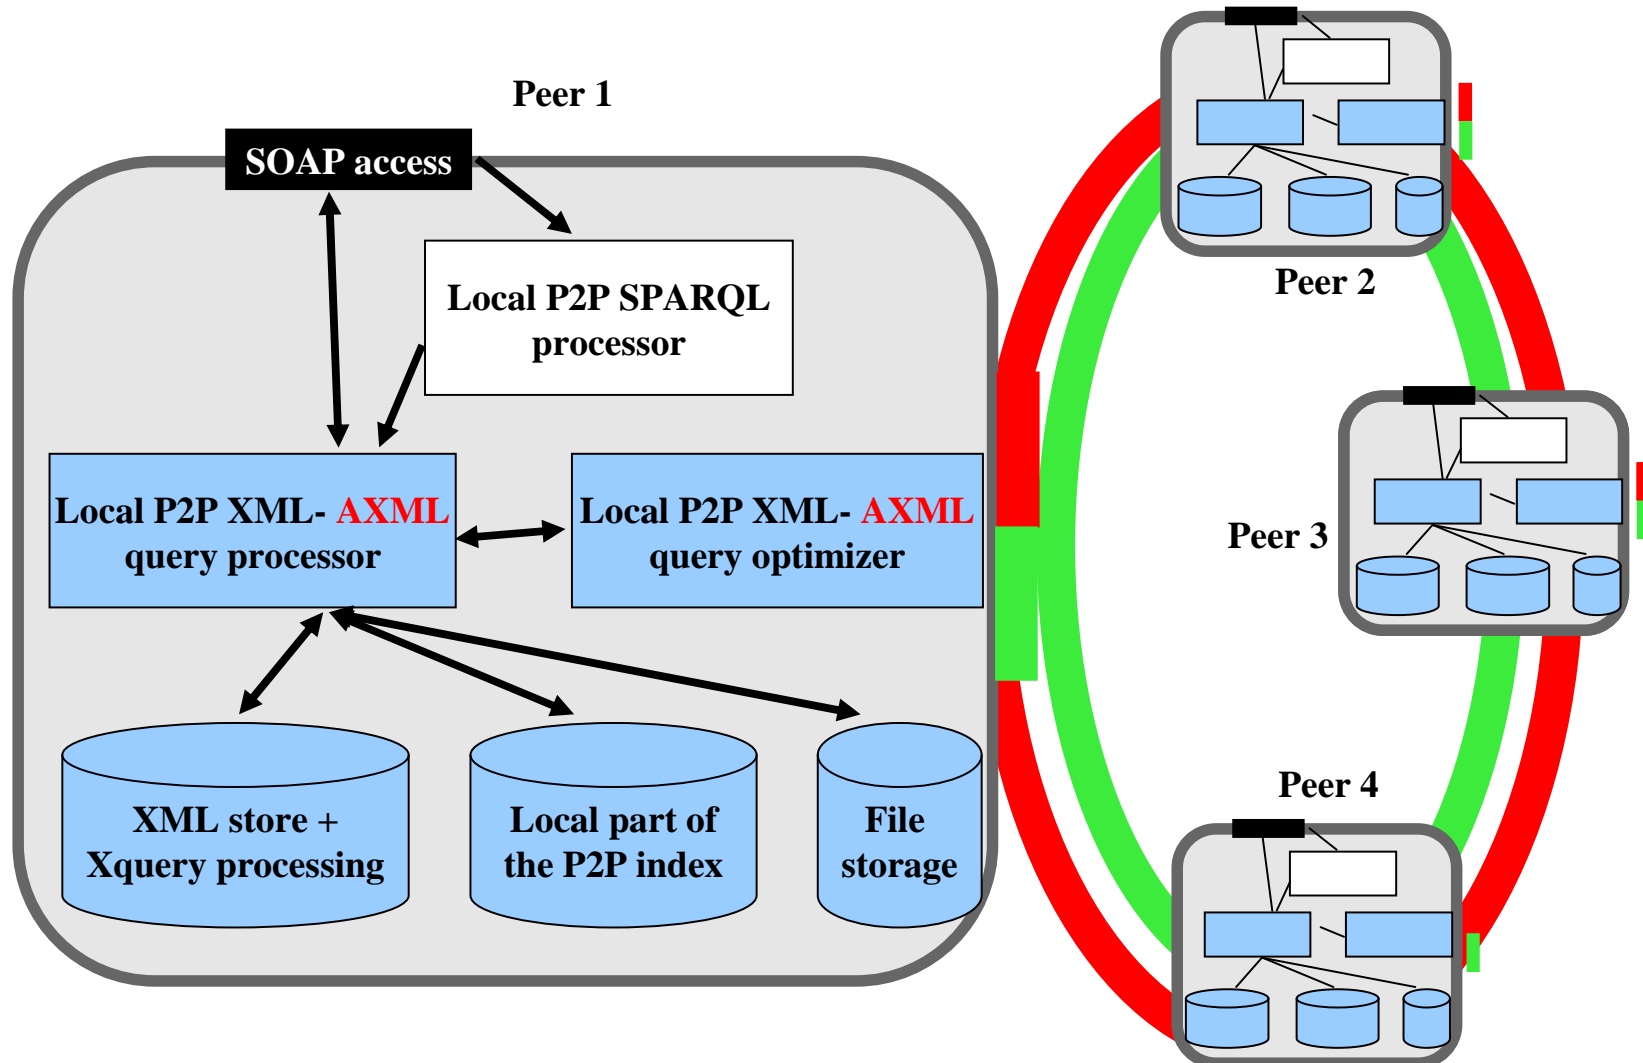 Peer 1
SOAP access
Local P2P SPARQL
processor
Local P2P XML- AXML
query processor
Local P2P XML- AXML
query optimizer
XML store +
Xquery processing
Local part of
the P2P index
File
storage
Peer 2
Peer 3
Peer 4